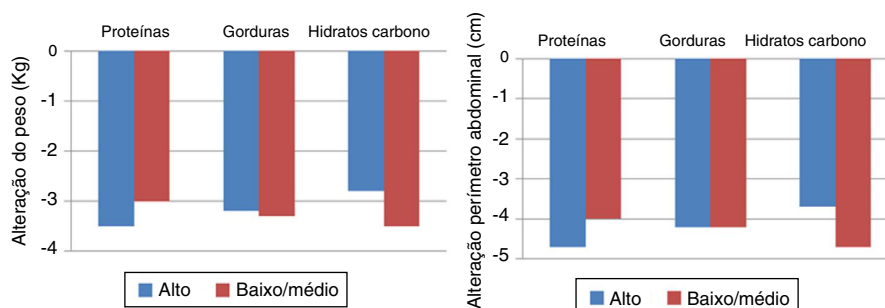 Proteínas Gorduras Hidratos carbono
Alteração do peso (Kg)
0
-1
-2
-3
-4
Alto Baixo/médio
Proteínas Gorduras Hidratos carbono
Alteração perímetro abdominal (cm)
0
-1
-2
-3
-4
-5
Alto Baixo/médio